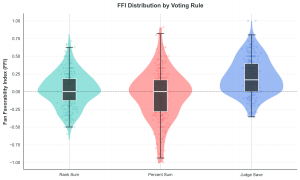 FFI Distribution by Voting Rule
Fan Favorability Index (FFI)
1.00
0.75
0.50
0.25
0.00
-0.25
-0.50
-0.75
-1.00
Rank Sum
Percent Sum
Judge Save